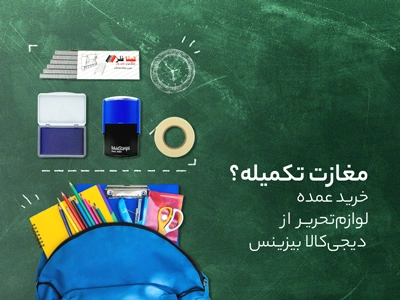 مغازت تکمیله؟
خرید عمده
لوازم‌تحریر از
دیجی‌کالا بیزینس